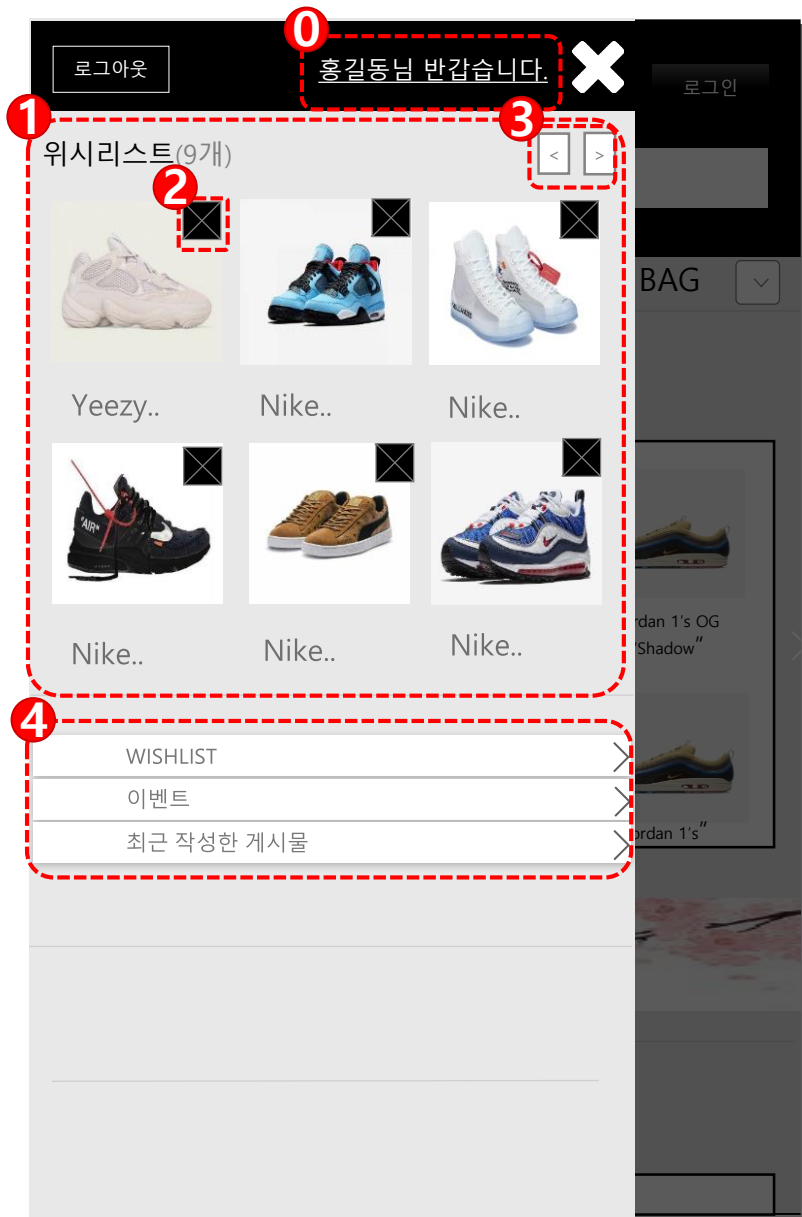 0
로그아웃
홍길동님 반갑습니다.
로그인
1
3
위시리스트(9개)
<
>
2
BAG
Yeezy..
Nike..
Nike..
"AIR"
rdan 1's OG
"Shadow"
Nike..
Nike..
Nike..
4
WISHLIST
이벤트
최근 작성한 게시물
ordan 1's"